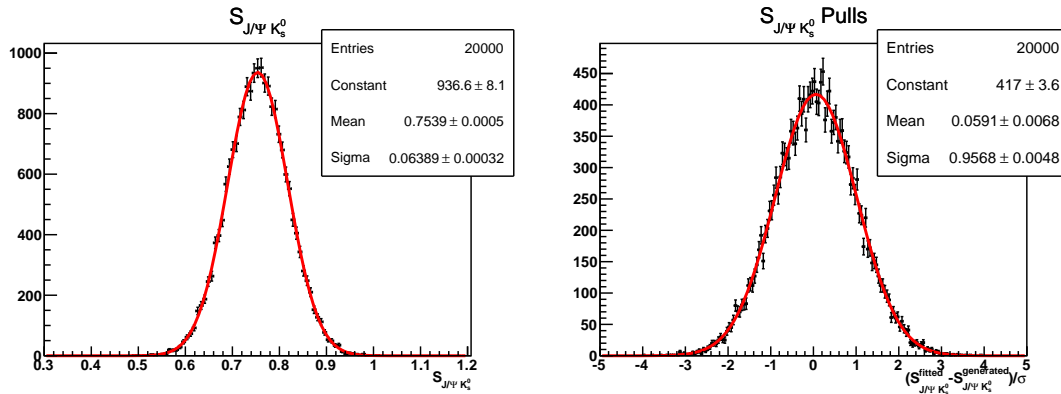 S J/Ψ K_s^0
Entries 20000
Constant 936.6 ± 8.1
Mean 0.7539 ± 0.0005
Sigma 0.06389 ± 0.00032
1000
800
600
400
200
0
0.3 0.4 0.5 0.6 0.7 0.8 0.9 1 1.1 1.2
S J/Ψ K_s^0
S J/Ψ K_s^0 Pulls
Entries 20000
Constant 417 ± 3.6
Mean 0.0591 ± 0.0068
Sigma 0.9568 ± 0.0048
450
400
350
300
250
200
150
100
50
0
-5 -4 -3 -2 -1 0 1 2 3 4 5
(S^fitted J/Ψ K_s^0 -S^generated J/Ψ K_s^0)/σ